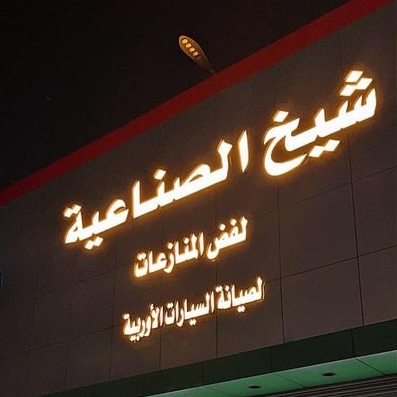 شيخ الصناعية
لفض المنازعات
لصيانة السيارات الأوربية